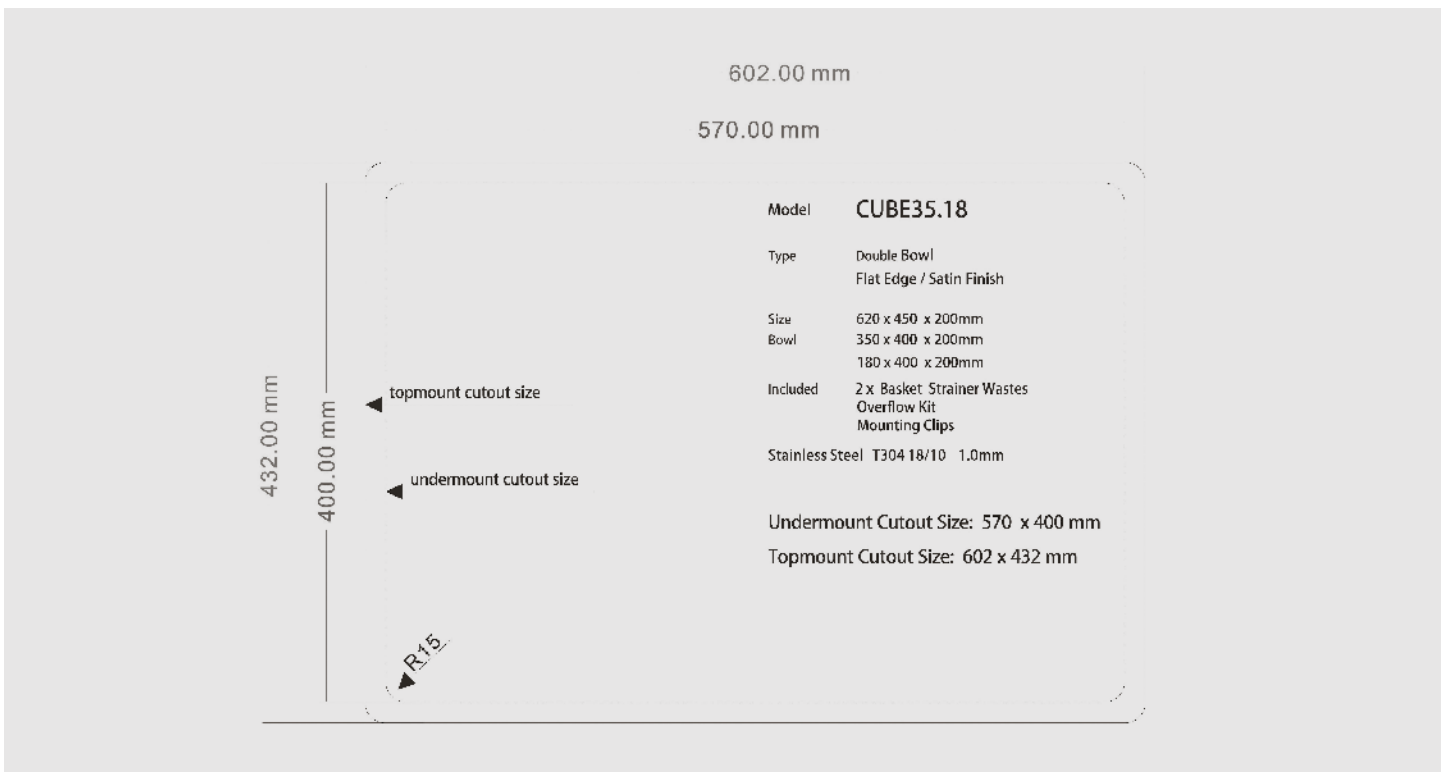 602.00 mm
570.00 mm
Model CUBE35.18
Type Double Bowl
Flat Edge / Satin Finish
Size 620 x 450 x 200mm
Bowl 350 x 400 x 200mm
180 x 400 x 200mm
Included 2 x Basket Strainer Wastes
Overflow Kit
Mounting Clips
Stainless Steel T304 18/10 1.0mm
Undermount Cutout Size: 570 x 400 mm
Topmount Cutout Size: 602 x 432 mm
432.00 mm
400.00 mm
topmount cutout size
undermount cutout size
R15